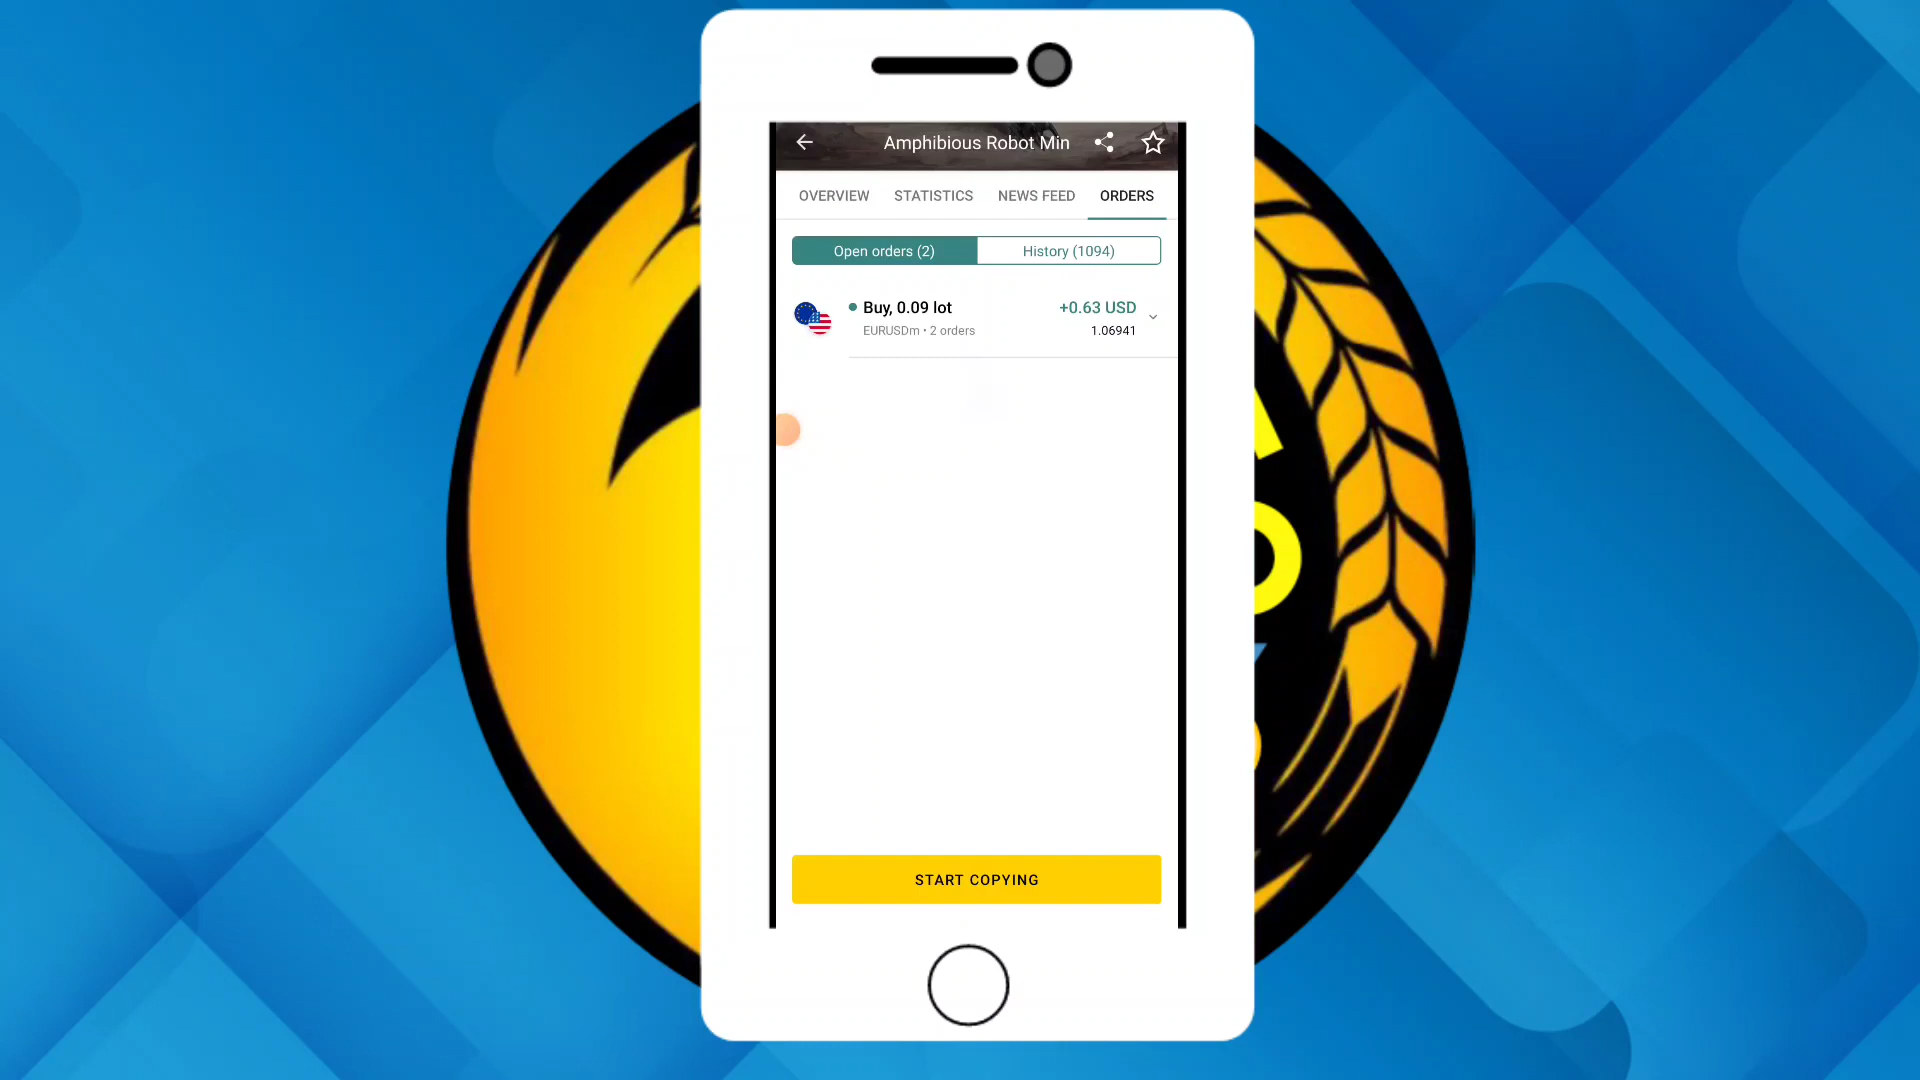 Amphibious Robot Min
OVERVIEW STATISTICS NEWS FEED ORDERS
Open orders (2) History (1094)
Buy, 0.09 lot +0.63 USD
EURUSDm • 2 orders 1.06941
START COPYING